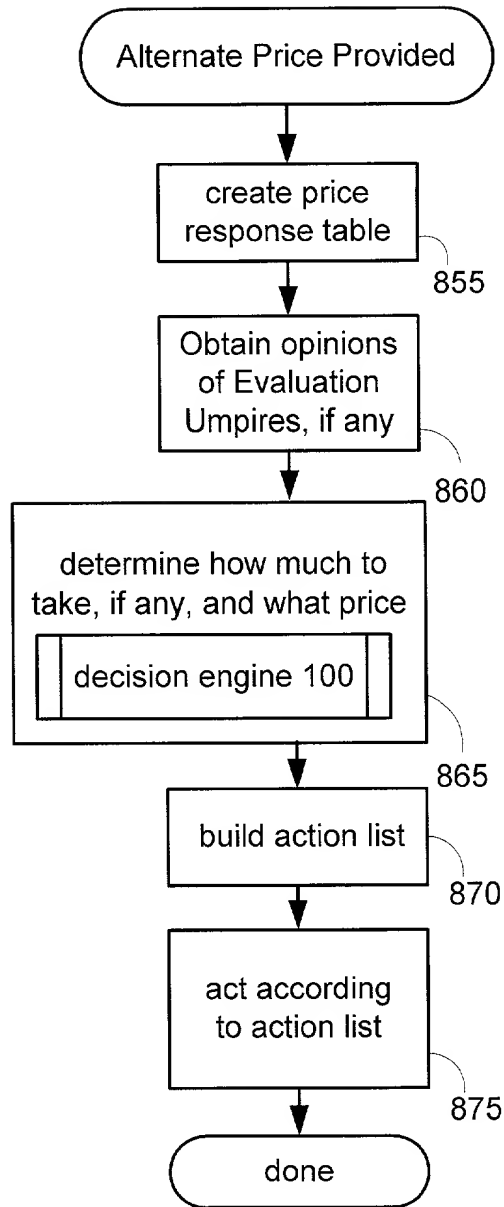 Alternate Price Provided
create price
response table
855
Obtain opinions
of Evaluation
Umpires, if any
860
determine how much to
take, if any, and what price
decision engine 100
865
build action list
870
act according
to action list
875
done